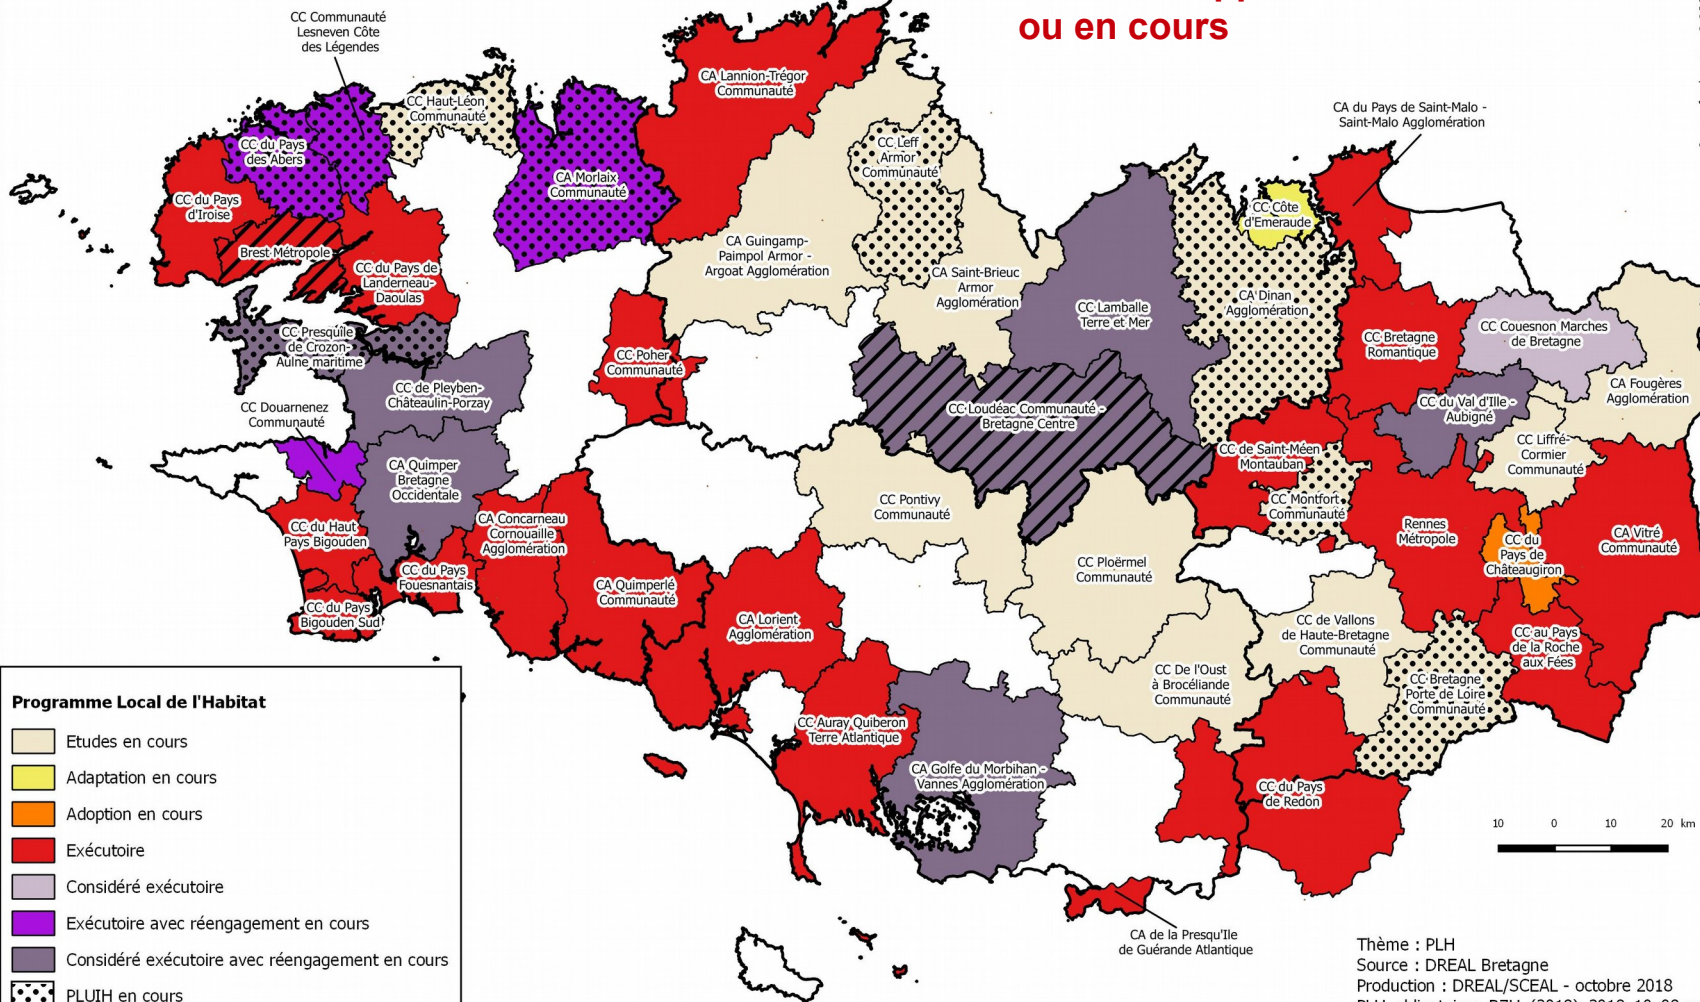 ou en cours
CC Communauté
Lesneven Côte
des Légendes
CC Haut-Léon
Communauté
CA Lannion-Trégor
Communauté
CA du Pays de Saint-Malo -
Saint-Malo Agglomération
CC du Pays
des Abers
CC Leff
Armor
Communauté
CA Morlaix
Communauté
CC du Pays
d'Iroise
CC Côte
d'Emeraude
Brest Métropole
CA Guingamp-
Paimpol Armor -
Argoat Agglomération
CC du Pays de
Landerneau-
Daoulas
CA Saint-Brieuc
Armor
Agglomération
CC Lamballe
Terre et Mer
CA Dinan
Agglomération
CC Presqu'île
de Crozon-
Aulne maritime
CC Poher
Communauté
CC Bretagne
Romantique
CC Couesnon Marches
de Bretagne
CC de Pleyben-
Châteaulin-Porzay
CA Fougères
Agglomération
CC Douarnenez
Communauté
CC Loudéac Communauté -
Bretagne Centre
CC du Val d'Ille -
Aubigné
CC de Saint-Méen
Montauban
CC Liffré-
Cormier
Communauté
CA Quimper
Bretagne
Occidentale
CC Pontivy
Communauté
CC Montfort
Communauté
CC du Haut
Pays Bigouden
CA Concarneau
Cornouaille
Agglomération
Rennes
Métropole
CC du
Pays de
Châteaugiron
CA Vitré
Communauté
CC du Pays
Fouesnantais
CC Ploërmel
Communauté
CA Quimperlé
Communauté
CC du Pays
Bigouden Sud
CA Lorient
Agglomération
CC de Vallons
de Haute-Bretagne
Communauté
CC au Pays
de la Roche
aux Fées
CC De l'Oust
à Brocéliande
Communauté
CC Bretagne
Porte de Loire
Communauté
CC Auray Quiberon
Terre Atlantique
CA Golfe du Morbihan -
Vannes Agglomération
CC du Pays
de Redon
CA de la Presqu'Ile
de Guérande Atlantique
10 0 10 20 km
Programme Local de l'Habitat
Etudes en cours
Adaptation en cours
Adoption en cours
Exécutoire
Considéré exécutoire
Exécutoire avec réengagement en cours
Considéré exécutoire avec réengagement en cours
PLUIH en cours
Thème : PLH
Source : DREAL Bretagne
Production : DREAL/SCEAL - octobre 2018